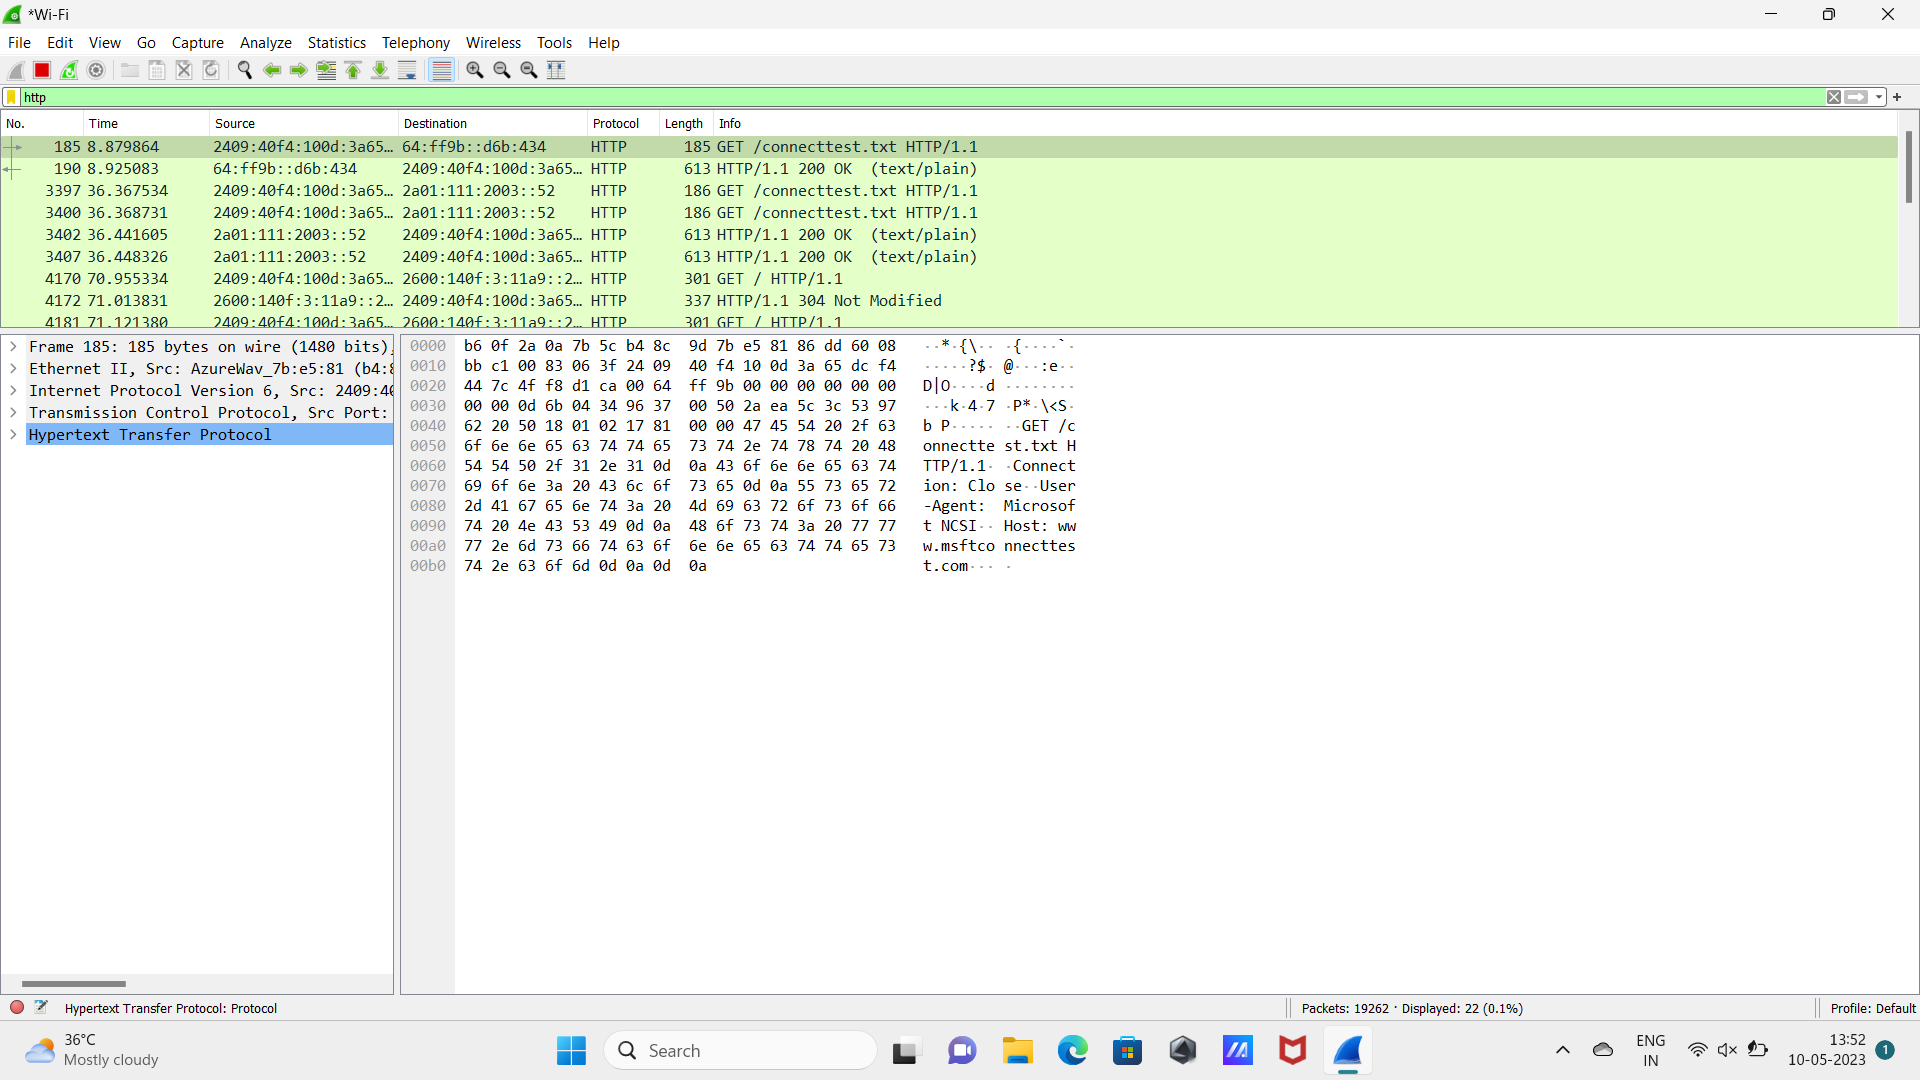 *Wi-Fi
File Edit View Go Capture Analyze Statistics Telephony Wireless Tools Help
http
No. Time Source Destination Protocol Length Info
185 8.879864 2409:40f4:100d:3a65… 64:ff9b::d6b:434 HTTP 185 GET /connecttest.txt HTTP/1.1
190 8.925083 64:ff9b::d6b:434 2409:40f4:100d:3a65… HTTP 613 HTTP/1.1 200 OK (text/plain)
3397 36.367534 2409:40f4:100d:3a65… 2a01:111:2003::52 HTTP 186 GET /connecttest.txt HTTP/1.1
3400 36.368731 2409:40f4:100d:3a65… 2a01:111:2003::52 HTTP 186 GET /connecttest.txt HTTP/1.1
3402 36.441605 2a01:111:2003::52 2409:40f4:100d:3a65… HTTP 613 HTTP/1.1 200 OK (text/plain)
3407 36.448326 2a01:111:2003::52 2409:40f4:100d:3a65… HTTP 613 HTTP/1.1 200 OK (text/plain)
4170 70.955334 2409:40f4:100d:3a65… 2600:140f:3:11a9::2… HTTP 301 GET / HTTP/1.1
4172 71.013831 2600:140f:3:11a9::2… 2409:40f4:100d:3a65… HTTP 337 HTTP/1.1 304 Not Modified
4181 71.121380 2409:40f4:100d:3a65… 2600:140f:3:11a9::2… HTTP 301 GET / HTTP/1.1
Frame 185: 185 bytes on wire (1480 bits),
Ethernet II, Src: AzureWav_7b:e5:81 (b4:8
Internet Protocol Version 6, Src: 2409:40
Transmission Control Protocol, Src Port:
Hypertext Transfer Protocol
0000 b6 0f 2a 0a 7b 5c b4 8c 9d 7b e5 81 86 dd 60 08 ··*·{\·· ·{····`·
0010 bb c1 00 83 06 3f 24 09 40 f4 10 0d 3a 65 dc f4 ·····?$· @···:e··
0020 44 7c 4f f8 d1 ca 00 64 ff 9b 00 00 00 00 00 00 D|O····d ········
0030 00 00 0d 6b 04 34 96 37 00 50 2a ea 5c 3c 53 97 ···k·4·7 ·P*·\<S·
0040 62 20 50 18 01 02 17 81 00 00 47 45 54 20 2f 63 b P····· ··GET /c
0050 6f 6e 6e 65 63 74 74 65 73 74 2e 74 78 74 20 48 onnectte st.txt H
0060 54 54 50 2f 31 2e 31 0d 0a 43 6f 6e 6e 65 63 74 TTP/1.1· ·Connect
0070 69 6f 6e 3a 20 43 6c 6f 73 65 0d 0a 55 73 65 72 ion: Clo se··User
0080 2d 41 67 65 6e 74 3a 20 4d 69 63 72 6f 73 6f 66 -Agent: Microsof
0090 74 20 4e 43 53 49 0d 0a 48 6f 73 74 3a 20 77 77 t NCSI·· Host: ww
00a0 77 2e 6d 73 66 74 63 6f 6e 6e 65 63 74 74 65 73 w.msftco nnecttes
00b0 74 2e 63 6f 6d 0d 0a 0d 0a t.com··· ·
Hypertext Transfer Protocol: Protocol
Packets: 19262 · Displayed: 22 (0.1%)
Profile: Default
36°C
Mostly cloudy
Search
ENG
IN
13:52
10-05-2023
1